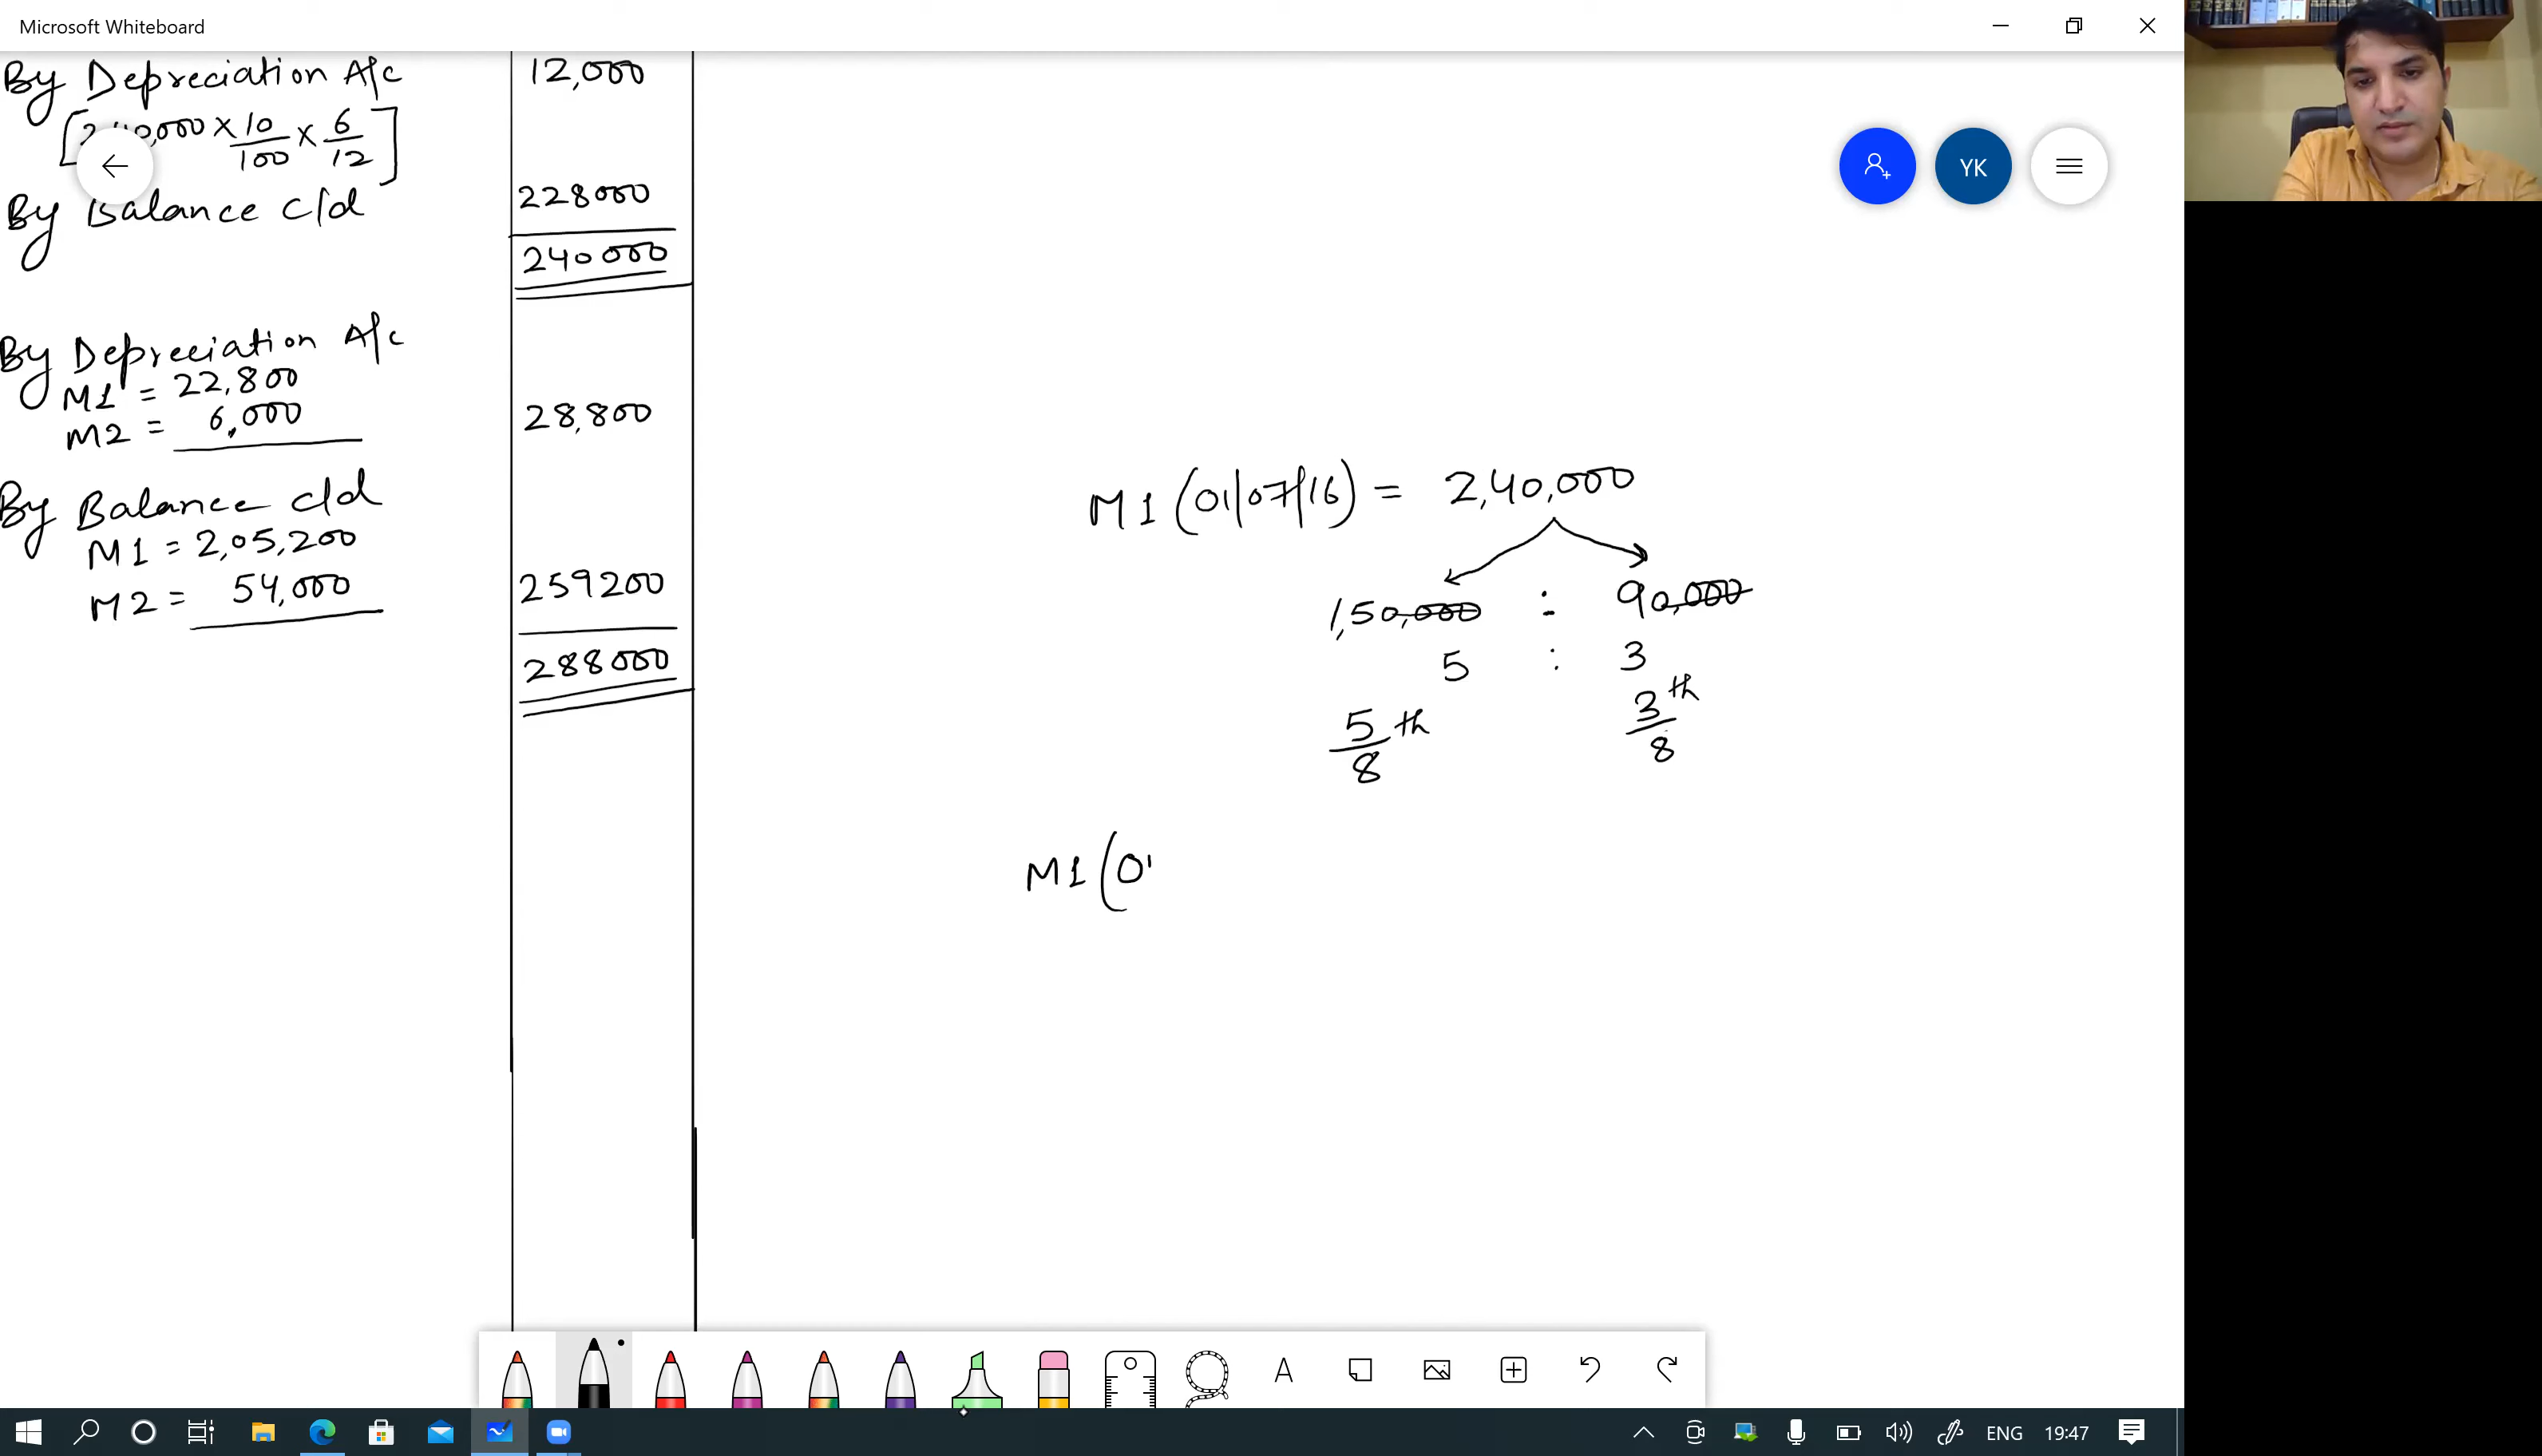 Microsoft Whiteboard
By Depreciation A/c 12,000
0,000 × 10/100 × 6/12]
By Balance c/d 228000
240000
By Depreciation A/c
M1 = 22,800
M2 = 6,000 28,800
By Balance c/d
M1 = 2,05,200
M2 = 54,000 259200
288000
YK
M1 (01/07/16) = 2,40,000
1,50,000 : 90,000
5 : 3
5/8 th 3/8 th
M1 (01
A
ENG 19:47